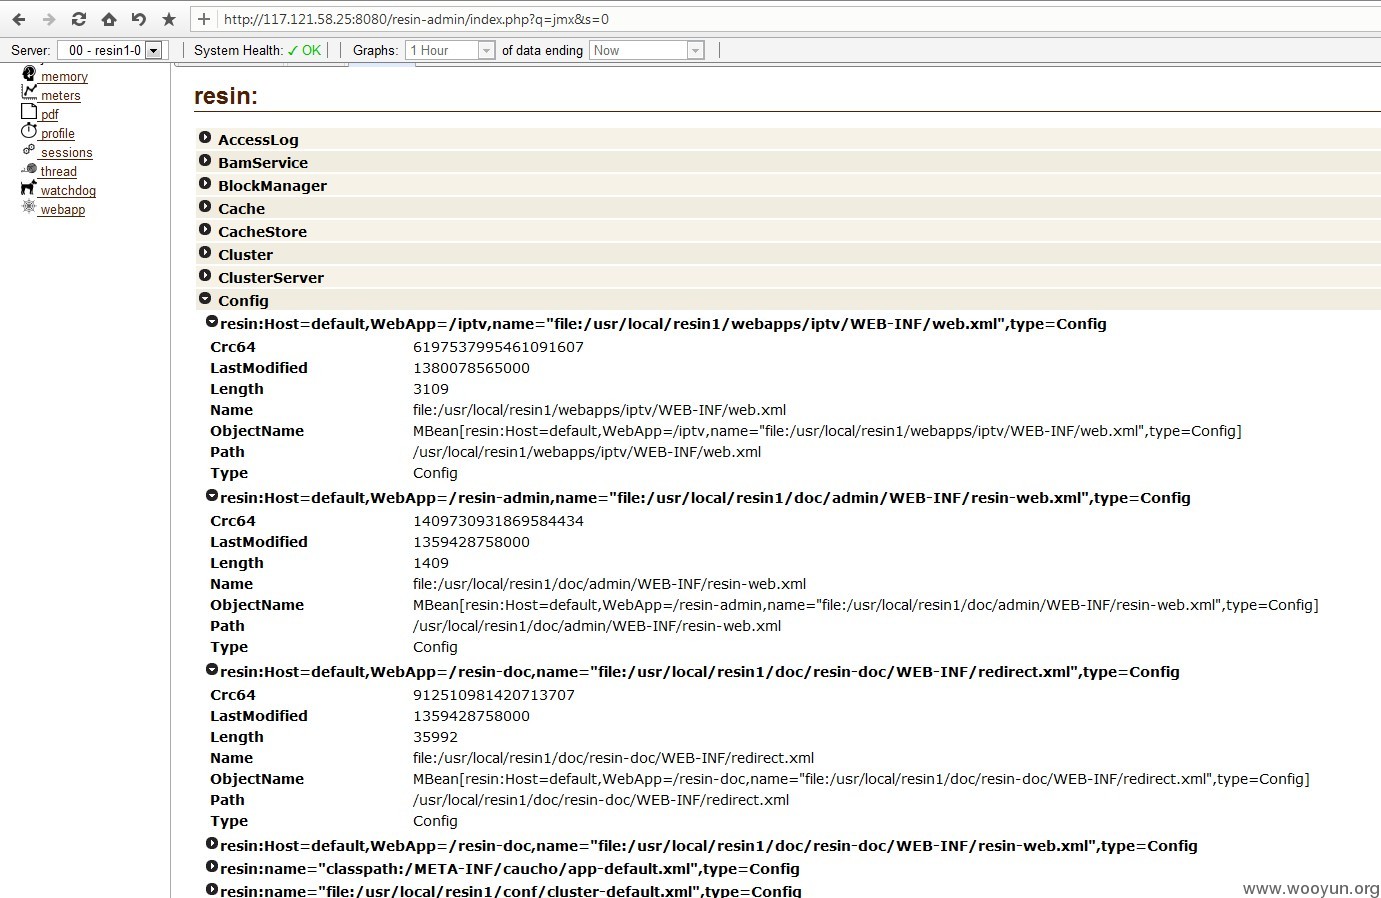 http://117.121.58.25:8080/resin-admin/index.php?q=jmx&s=0
Server: 00 - resin1-0 System Health: ✓ OK Graphs: 1 Hour of data ending Now
memory
meters
pdf
profile
sessions
thread
watchdog
webapp
resin:
AccessLog
BamService
BlockManager
Cache
CacheStore
Cluster
ClusterServer
Config
resin:Host=default,WebApp=/iptv,name="file:/usr/local/resin1/webapps/iptv/WEB-INF/web.xml",type=Config
Crc64 6197537995461091607
LastModified 1380078565000
Length 3109
Name file:/usr/local/resin1/webapps/iptv/WEB-INF/web.xml
ObjectName MBean[resin:Host=default,WebApp=/iptv,name="file:/usr/local/resin1/webapps/iptv/WEB-INF/web.xml",type=Config]
Path /usr/local/resin1/webapps/iptv/WEB-INF/web.xml
Type Config
resin:Host=default,WebApp=/resin-admin,name="file:/usr/local/resin1/doc/admin/WEB-INF/resin-web.xml",type=Config
Crc64 1409730931869584434
LastModified 1359428758000
Length 1409
Name file:/usr/local/resin1/doc/admin/WEB-INF/resin-web.xml
ObjectName MBean[resin:Host=default,WebApp=/resin-admin,name="file:/usr/local/resin1/doc/admin/WEB-INF/resin-web.xml",type=Config]
Path /usr/local/resin1/doc/admin/WEB-INF/resin-web.xml
Type Config
resin:Host=default,WebApp=/resin-doc,name="file:/usr/local/resin1/doc/resin-doc/WEB-INF/redirect.xml",type=Config
Crc64 912510981420713707
LastModified 1359428758000
Length 35992
Name file:/usr/local/resin1/doc/resin-doc/WEB-INF/redirect.xml
ObjectName MBean[resin:Host=default,WebApp=/resin-doc,name="file:/usr/local/resin1/doc/resin-doc/WEB-INF/redirect.xml",type=Config]
Path /usr/local/resin1/doc/resin-doc/WEB-INF/redirect.xml
Type Config
resin:Host=default,WebApp=/resin-doc,name="file:/usr/local/resin1/doc/resin-doc/WEB-INF/resin-web.xml",type=Config
resin:name="classpath:/META-INF/caucho/app-default.xml",type=Config
resin:name="file:/usr/local/resin1/conf/cluster-default.xml",type=Config
www.wooyun.org